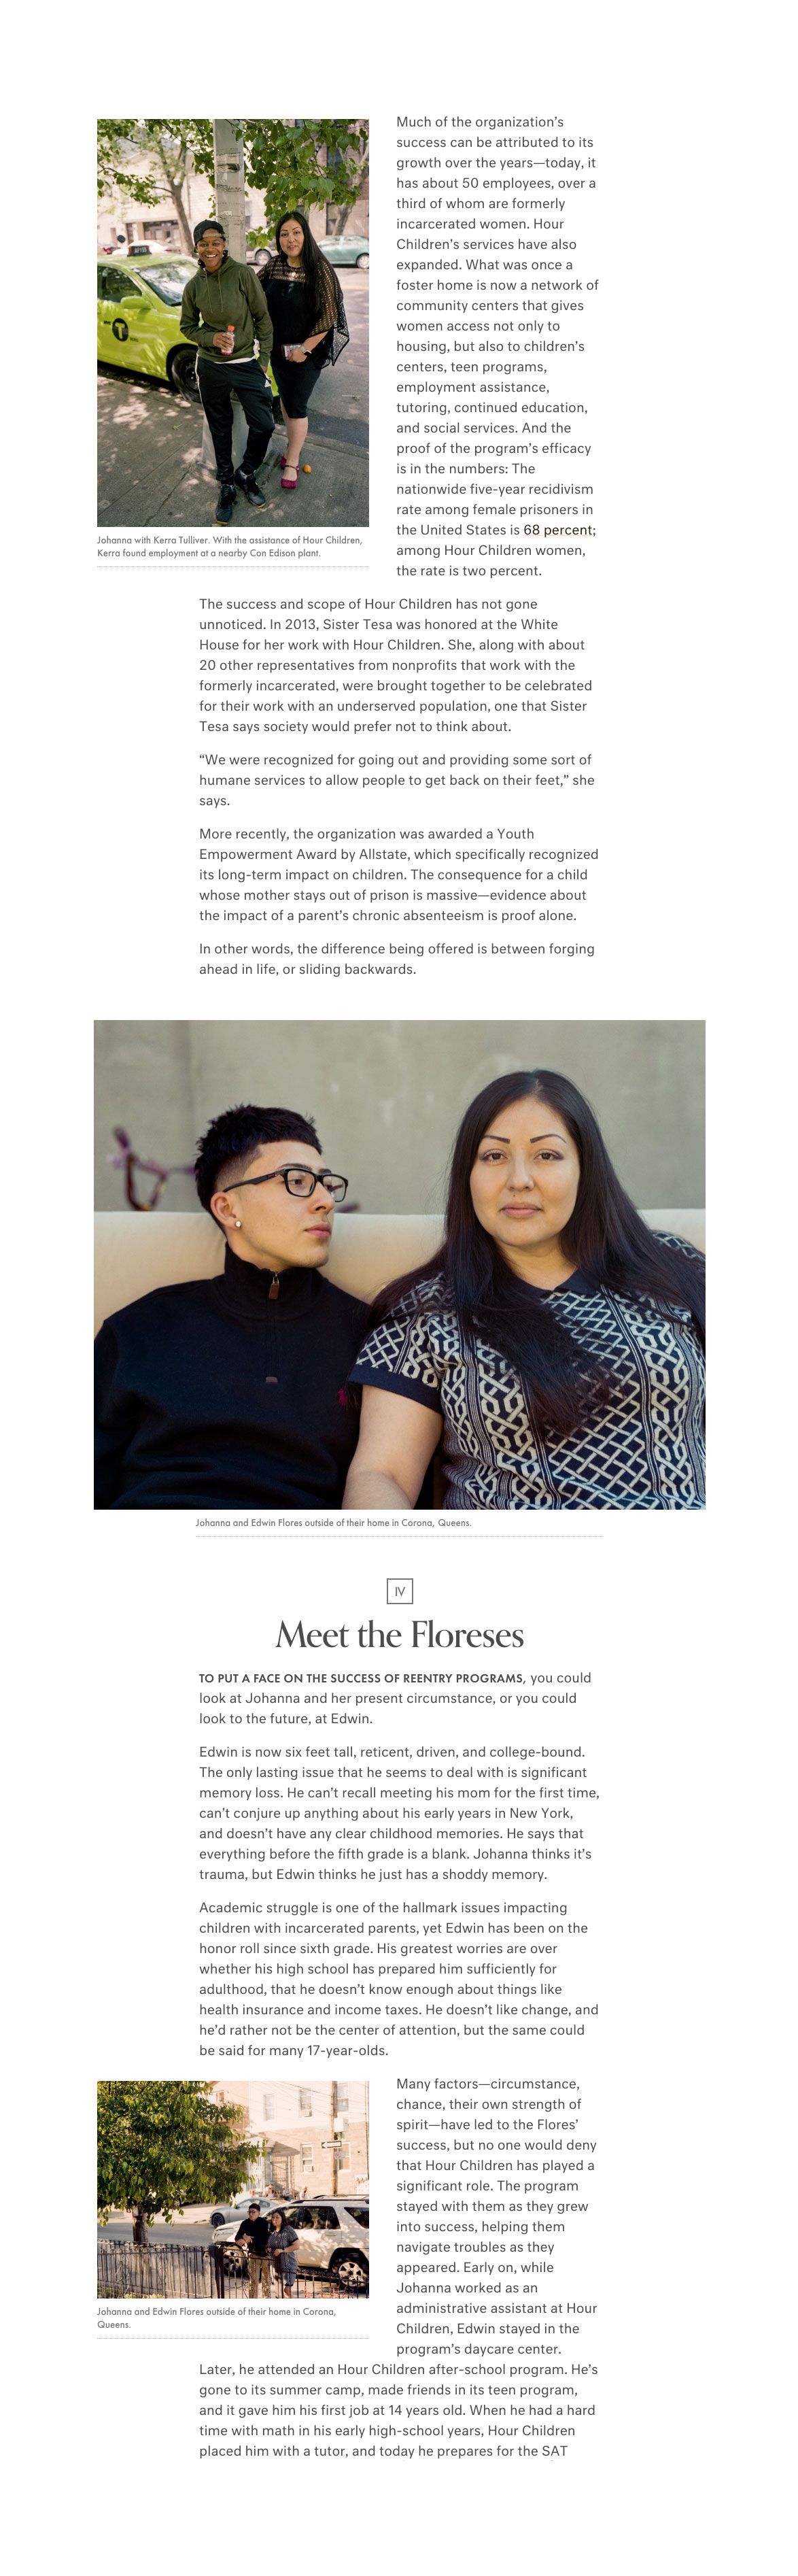 Much of the organization’s
success can be attributed to its
growth over the years—today, it
has about 50 employees, over a
third of whom are formerly
incarcerated women. Hour
Children’s services have also
expanded. What was once a
foster home is now a network of
community centers that gives
women access not only to
housing, but also to children’s
centers, teen programs,
employment assistance,
tutoring, continued education,
and social services. And the
proof of the program’s efficacy
is in the numbers: The
nationwide five-year recidivism
rate among female prisoners in
the United States is 68 percent;
among Hour Children women,
the rate is two percent.
T
Johanna with Kerra Tulliver. With the assistance of Hour Children,
Kerra found employment at a nearby Con Edison plant.
The success and scope of Hour Children has not gone
unnoticed. In 2013, Sister Tesa was honored at the White
House for her work with Hour Children. She, along with about
20 other representatives from nonprofits that work with the
formerly incarcerated, were brought together to be celebrated
for their work with an underserved population, one that Sister
Tesa says society would prefer not to think about.
“We were recognized for going out and providing some sort of
humane services to allow people to get back on their feet,” she
says.
More recently, the organization was awarded a Youth
Empowerment Award by Allstate, which specifically recognized
its long-term impact on children. The consequence for a child
whose mother stays out of prison is massive—evidence about
the impact of a parent’s chronic absenteeism is proof alone.
In other words, the difference being offered is between forging
ahead in life, or sliding backwards.
Johanna and Edwin Flores outside of their home in Corona, Queens.
IV
Meet the Floreses
TO PUT A FACE ON THE SUCCESS OF REENTRY PROGRAMS, you could
look at Johanna and her present circumstance, or you could
look to the future, at Edwin.
Edwin is now six feet tall, reticent, driven, and college-bound.
The only lasting issue that he seems to deal with is significant
memory loss. He can’t recall meeting his mom for the first time,
can’t conjure up anything about his early years in New York,
and doesn’t have any clear childhood memories. He says that
everything before the fifth grade is a blank. Johanna thinks it’s
trauma, but Edwin thinks he just has a shoddy memory.
Academic struggle is one of the hallmark issues impacting
children with incarcerated parents, yet Edwin has been on the
honor roll since sixth grade. His greatest worries are over
whether his high school has prepared him sufficiently for
adulthood, that he doesn’t know enough about things like
health insurance and income taxes. He doesn’t like change, and
he’d rather not be the center of attention, but the same could
be said for many 17-year-olds.
Johanna and Edwin Flores outside of their home in Corona,
Queens.
Many factors—circumstance,
chance, their own strength of
spirit—have led to the Flores’
success, but no one would deny
that Hour Children has played a
significant role. The program
stayed with them as they grew
into success, helping them
navigate troubles as they
appeared. Early on, while
Johanna worked as an
administrative assistant at Hour
Children, Edwin stayed in the
program’s daycare center.
Later, he attended an Hour Children after-school program. He’s
gone to its summer camp, made friends in its teen program,
and it gave him his first job at 14 years old. When he had a hard
time with math in his early high-school years, Hour Children
placed him with a tutor, and today he prepares for the SAT